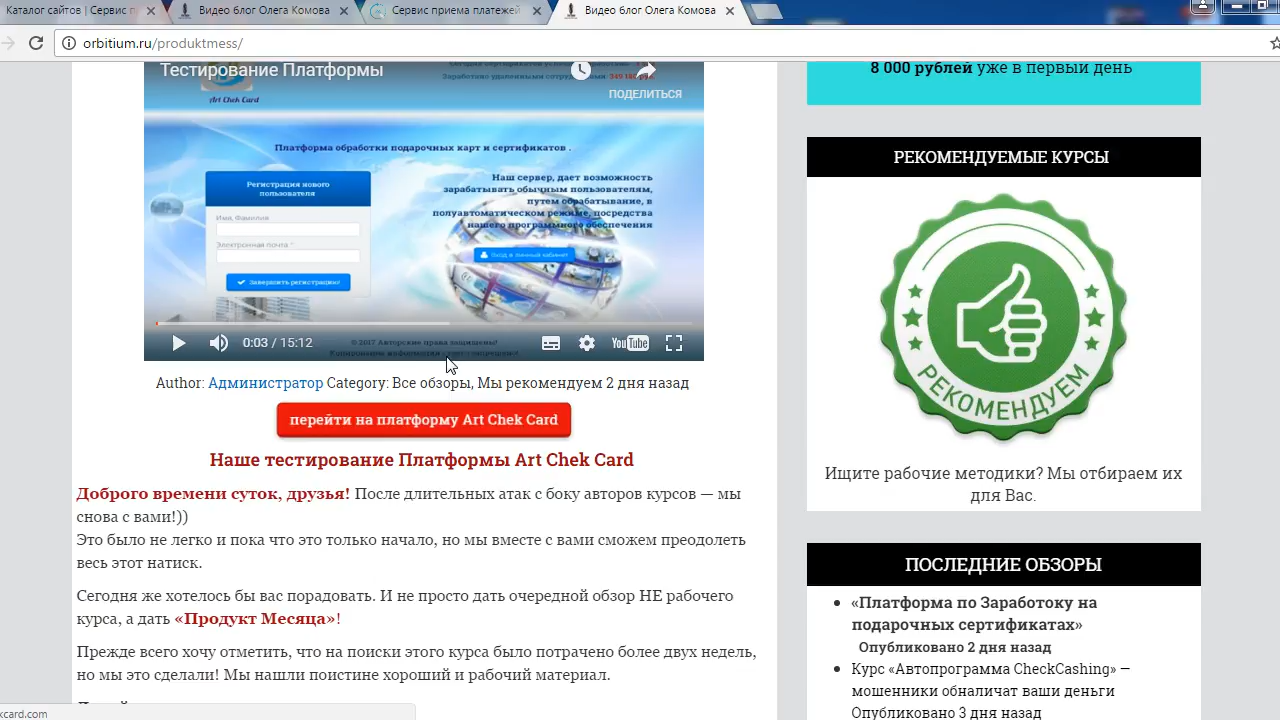 Каталог сайтов | Сервис п
Видео блог Олега Комова
Сервис приема платежей
Видео блог Олега Комова
orbitium.ru/produktmess/
Тестирование Платформы
ПОДЕЛИТЬСЯ
Art Chek Card
Платформа обработки подарочных карт и сертификатов .
Регистрация нового
пользователя
Имя, Фамилия
Электронная почта *
Завершить регистрацию!
Наш сервер, дает возможность
зарабатывать обычным пользователям,
путем обрабатывание, в
полуавтоматическом режиме, посредства
нашего программного обеспечения
Вход в личный кабинет
© 2017 Авторские права защищены!
0:03 / 15:12
YouTube
Author: Администратор Category: Все обзоры, Мы рекомендуем 2 дня назад
перейти на платформу Art Chek Card
Наше тестирование Платформы Art Chek Card
Доброго времени суток, друзья! После длительных атак с боку авторов курсов — мы
снова с вами!))
Это было не легко и пока что это только начало, но мы вместе с вами сможем преодолеть
весь этот натиск.
Сегодня же хотелось бы вас порадовать. И не просто дать очередной обзор НЕ рабочего
курса, а дать «Продукт Месяца»!
Прежде всего хочу отметить, что на поиски этого курса было потрачено более двух недель,
но мы это сделали! Мы нашли поистине хороший и рабочий материал.
kcard.com
8 000 рублей уже в первый день
РЕКОМЕНДУЕМЫЕ КУРСЫ
РЕКОМЕНДУЕМ
Ищите рабочие методики? Мы отбираем их
для Вас.
ПОСЛЕДНИЕ ОБЗОРЫ
«Платформа по Заработоку на
подарочных сертификатах»
Опубликовано 2 дня назад
Курс «Автопрограмма CheckCashing» —
мошенники обналичат ваши деньги
Опубликовано 3 дня назад